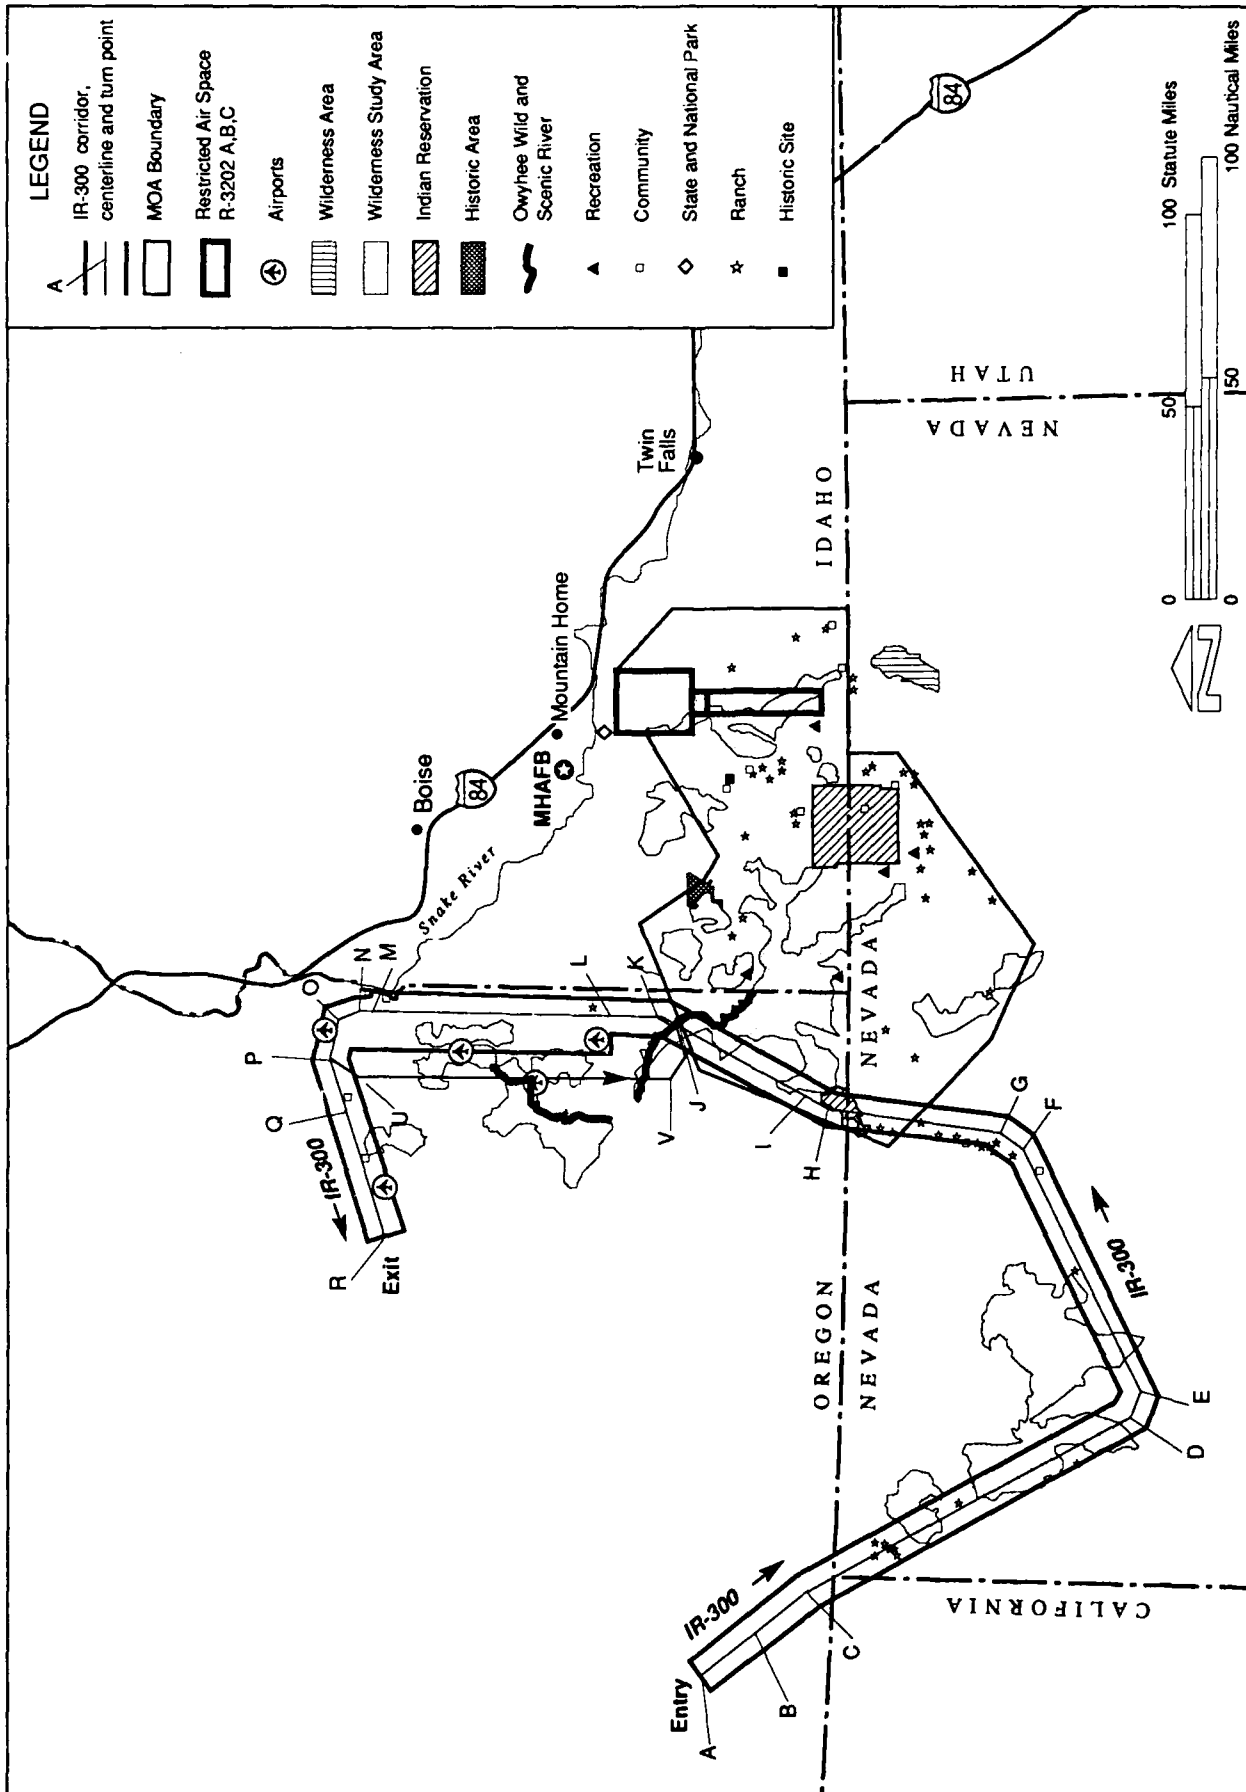 LEGEND
A
IR-300 corridor,
centerline and turn point
MOA Boundary
Restricted Air Space
R-3202 A,B,C
Airports
Wilderness Area
Wilderness Study Area
Indian Reservation
Historic Area
Owyhee Wild and
Scenic River
Recreation
Community
State and National Park
Ranch
Historic Site
84
Twin
Falls
Mountain Home
MHAFB
Boise
84
Snake River
IDAHO
UTAH
NEVADA
NEVADA
OREGON
NEVADA
CALIFORNIA
O
N
M
L
K
P
Q
U
IR-300
R
Exit
V
J
I
H
G
F
IR-300
E
D
C
B
A
Entry
IR-300
N
0
50
100 Statute Miles
0
50
100 Nautical Miles